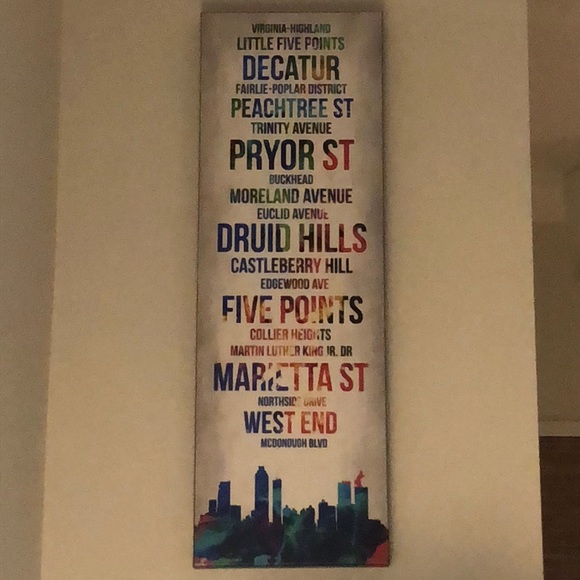 VIRGINIA-HIGHLAND
LITTLE FIVE POINTS
DECATUR
FAIRLIE-POPLAR DISTRICT
PEACHTREE ST
TRINITY AVENUE
PRYOR ST
BUCKHEAD
MORELAND AVENUE
EUCLID AVENUE
DRUID HILLS
CASTLEBERRY HILL
EDGEWOOD AVE
FIVE POINTS
COLLIER HEIGHTS
MARTIN LUTHER KING JR. DR
MARIETTA ST
NORTHSIDE DRIVE
WEST END
MCDONOUGH BLVD